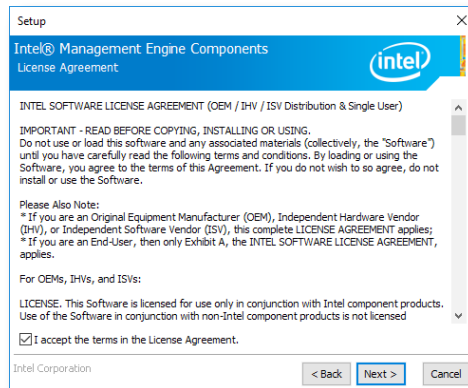 Setup
Intel® Management Engine Components
License Agreement
intel
INTEL SOFTWARE LICENSE AGREEMENT (OEM / IHV / ISV Distribution & Single User)
IMPORTANT - READ BEFORE COPYING, INSTALLING OR USING.
Do not use or load this software and any associated materials (collectively, the "Software")
until you have carefully read the following terms and conditions. By loading or using the
Software, you agree to the terms of this Agreement. If you do not wish to so agree, do not
install or use the Software.
Please Also Note:
* If you are an Original Equipment Manufacturer (OEM), Independent Hardware Vendor
(IHV), or Independent Software Vendor (ISV), this complete LICENSE AGREEMENT applies;
* If you are an End-User, then only Exhibit A, the INTEL SOFTWARE LICENSE AGREEMENT,
applies.
For OEMs, IHVs, and ISVs:
LICENSE. This Software is licensed for use only in conjunction with Intel component products.
Use of the Software in conjunction with non-Intel component products is not licensed
I accept the terms in the License Agreement.
Intel Corporation
< Back Next > Cancel